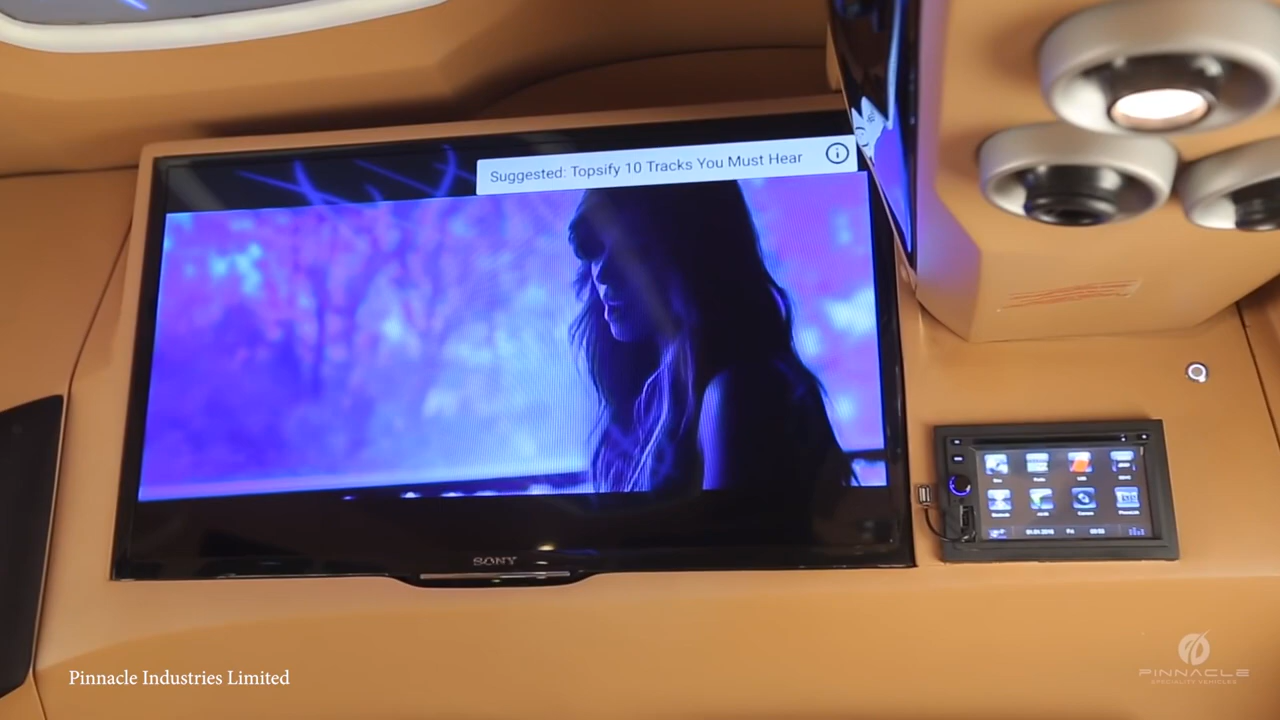 Suggested: Topsify 10 Tracks You Must Hear
SONY
Pinnacle Industries Limited
PINNACLE
SPECIALITY VEHICLES